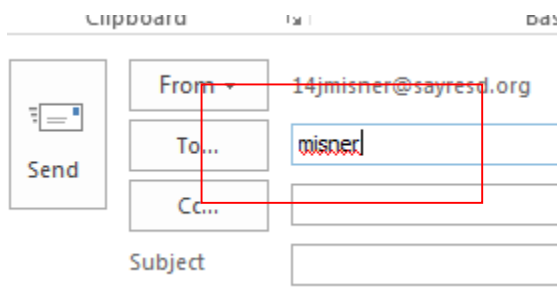 Clipboard Bas
From 14jmisner@sayresd.org
To... misner
Send
Cc...
Subject